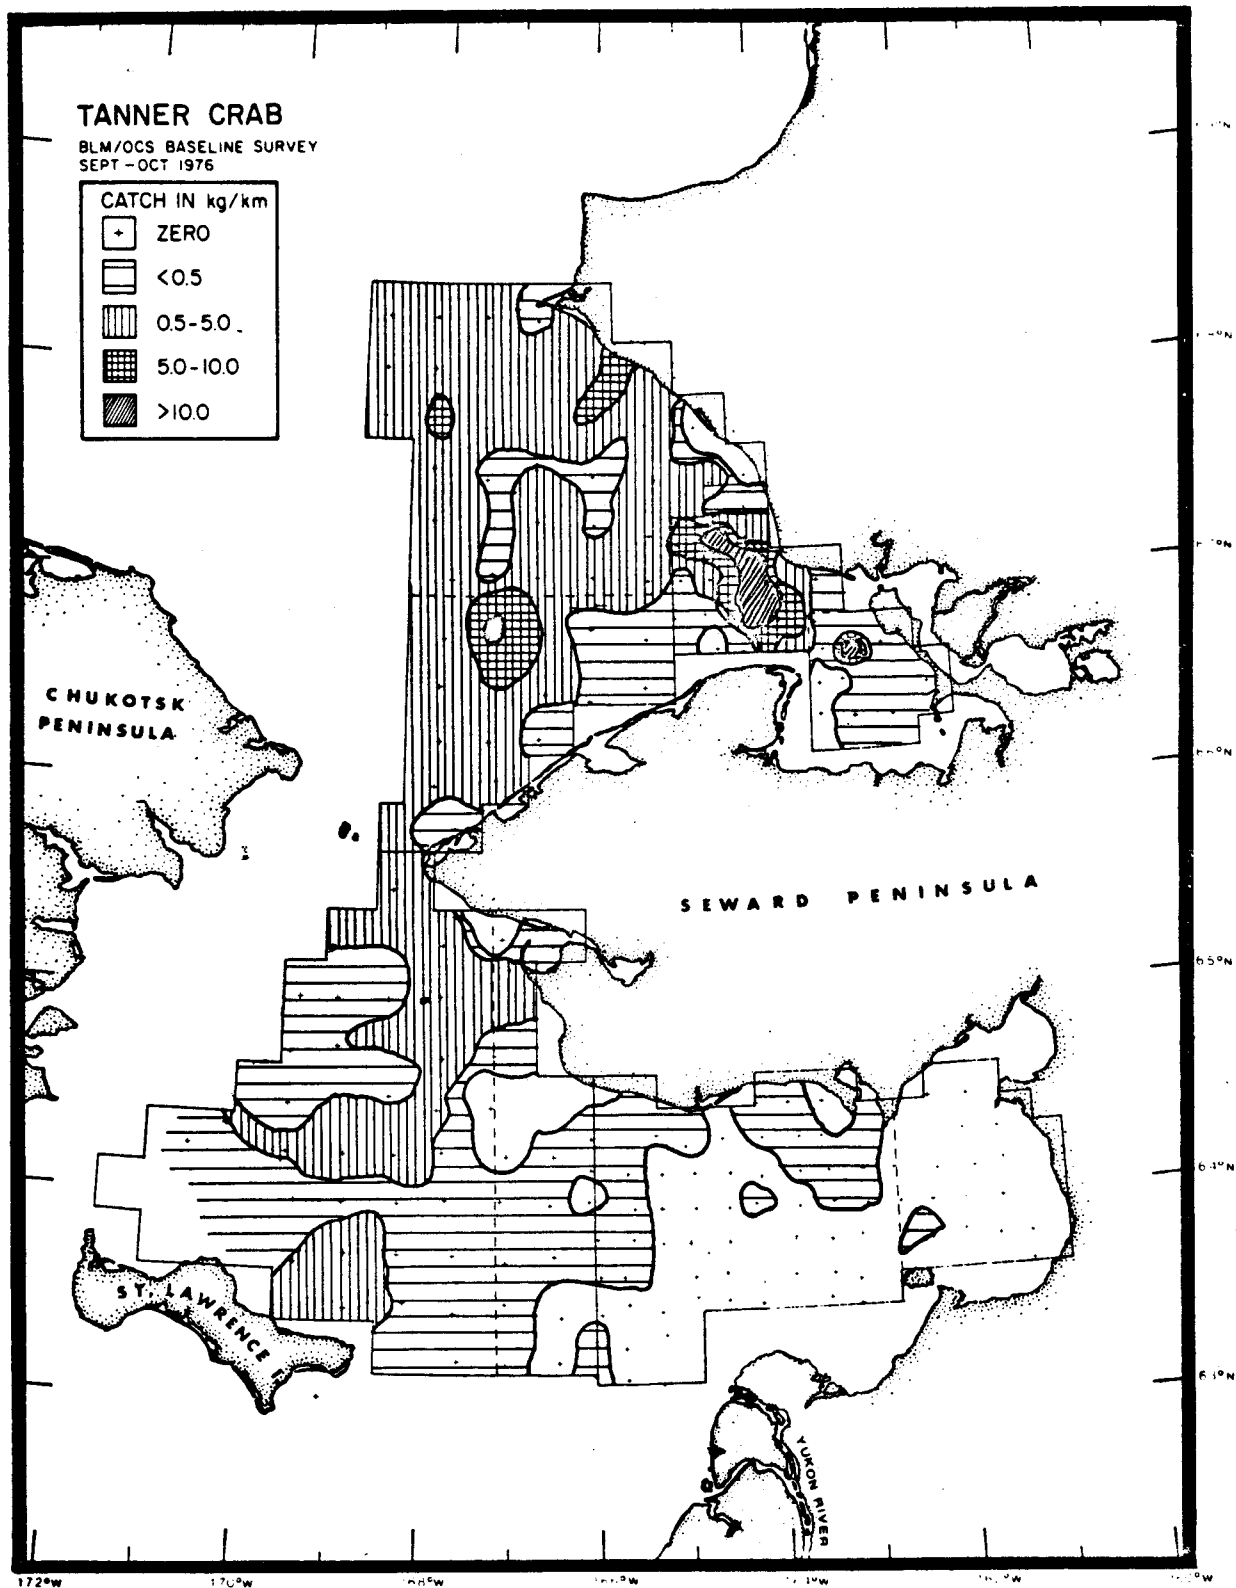 TANNER CRAB
BLM/OCS BASELINE SURVEY
SEPT-OCT 1976
CATCH IN kg/km
ZERO
<0.5
0.5-5.0
5.0-10.0
>10.0
CHUKOTSK
PENINSULA
SEWARD PENINSULA
65°N
64°N
ST. LAWRENCE I.
63°N
YUKON RIVER
172°W
170°W
168°W